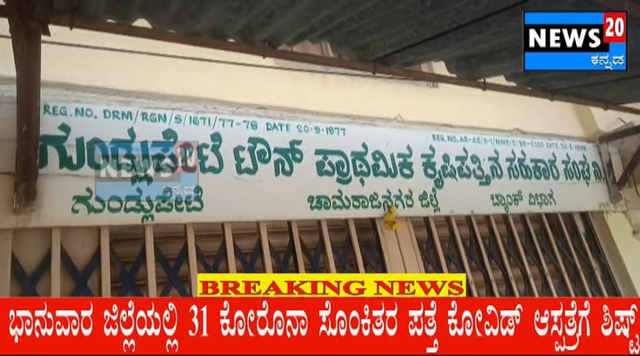 NEWS 20
ಕನ್ನಡ
REG. NO. DRM/RGN/S/1671/77-78 DATE 20-9-1977
ಗುಂಡ್ಲುಪೇಟೆ ಟೌನ್ ಪ್ರಾಥಮಿಕ ಕೃಷಿಪತ್ತಿನ ಸಹಕಾರ ಸಂಘ ನಿ.
ಗುಂಡ್ಲುಪೇಟೆ ಚಾಮರಾಜನಗರ ಜಿಲ್ಲೆ ಬ್ಯಾಂಕ್ ವಿಭಾಗ
BREAKING NEWS
ಭಾನುವಾರ ಜಿಲ್ಲೆಯಲ್ಲಿ 31 ಕೋರೊನಾ ಸೊಂಕಿತರ ಪತ್ತೆ ಕೋವಿಡ್ ಆಸ್ಪತ್ರೆಗೆ ಶಿಫ್ಟ್